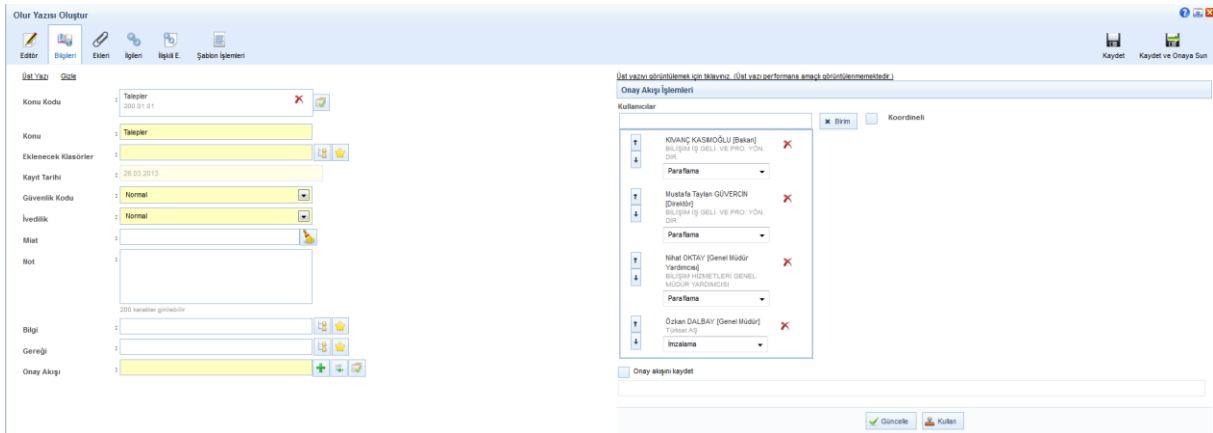 Olur Yazısı Oluştur
Editör
Bilgileri
Ekleri
İlgileri
İlişkili E.
Şablon İşlemleri
Kaydet
Kaydet ve Onaya Sun
Üst Yazı Gizle
Konu Kodu : Talepler
200.01.01
Konu : Talepler
Eklenecek Klasörler :
Kayıt Tarihi : 26.03.2013
Güvenlik Kodu : Normal
İvedilik : Normal
Miat :
Not :
200 karakter girilebilir
Bilgi :
Gereği :
Onay Akışı :
Üst yazıyı görüntülemek için tıklayınız. (Üst yazı performans amaçlı görüntülenmemektedir.)
Onay Akışı İşlemleri
Kullanıcılar
Birim
Koordineli
KIVANÇ KASIMOĞLU [Bakan]
BİLİŞİM İŞ GELİ. VE PRO. YÖN.
DİR.
Paraflama
Mustafa Taylan GÜVERCİN
[Direktör]
BİLİŞİM İŞ GELİ. VE PRO. YÖN.
DİR.
Paraflama
Nihat OKTAY [Genel Müdür
Yardımcısı]
BİLİŞİM HİZMETLERİ GENEL
MÜDÜR YARDIMCISI
Paraflama
Özkan DALBAY [Genel Müdür]
Türksat AŞ
İmzalama
Onay akışını kaydet
Güncelle
Kullan